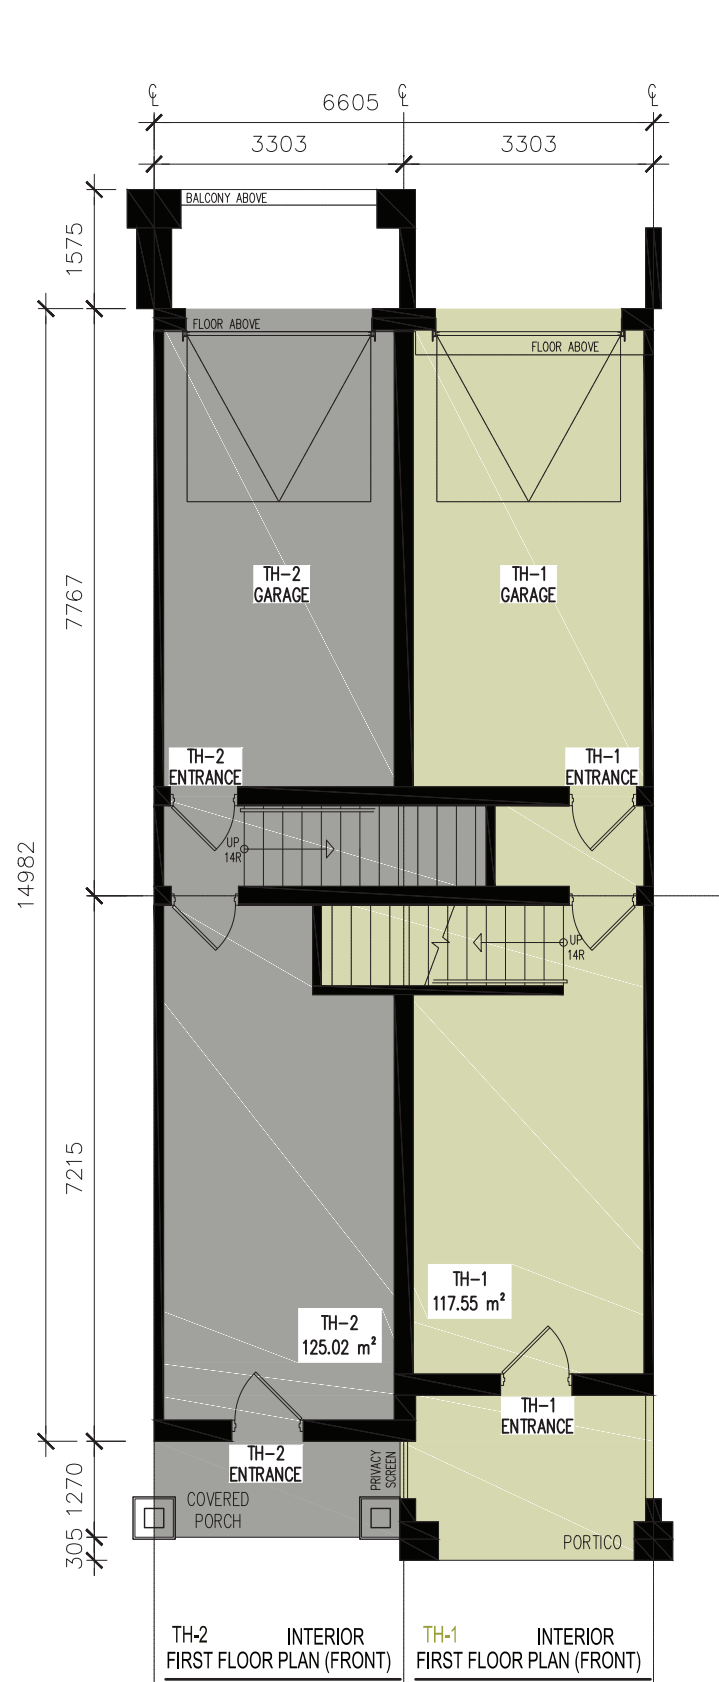 ℄ ℄ ℄
6605
3303 3303
BALCONY ABOVE
1575
FLOOR ABOVE
FLOOR ABOVE
7767
TH-2
GARAGE
TH-1
GARAGE
TH-2
ENTRANCE
TH-1
ENTRANCE
14982
UP
14R
UP
14R
7215
TH-1
117.55 m²
TH-2
125.02 m²
TH-1
ENTRANCE
TH-2
ENTRANCE
PRIVACY
SCREEN
1270
COVERED
PORCH
305
PORTICO
TH-2 INTERIOR
FIRST FLOOR PLAN (FRONT)
TH-1 INTERIOR
FIRST FLOOR PLAN (FRONT)